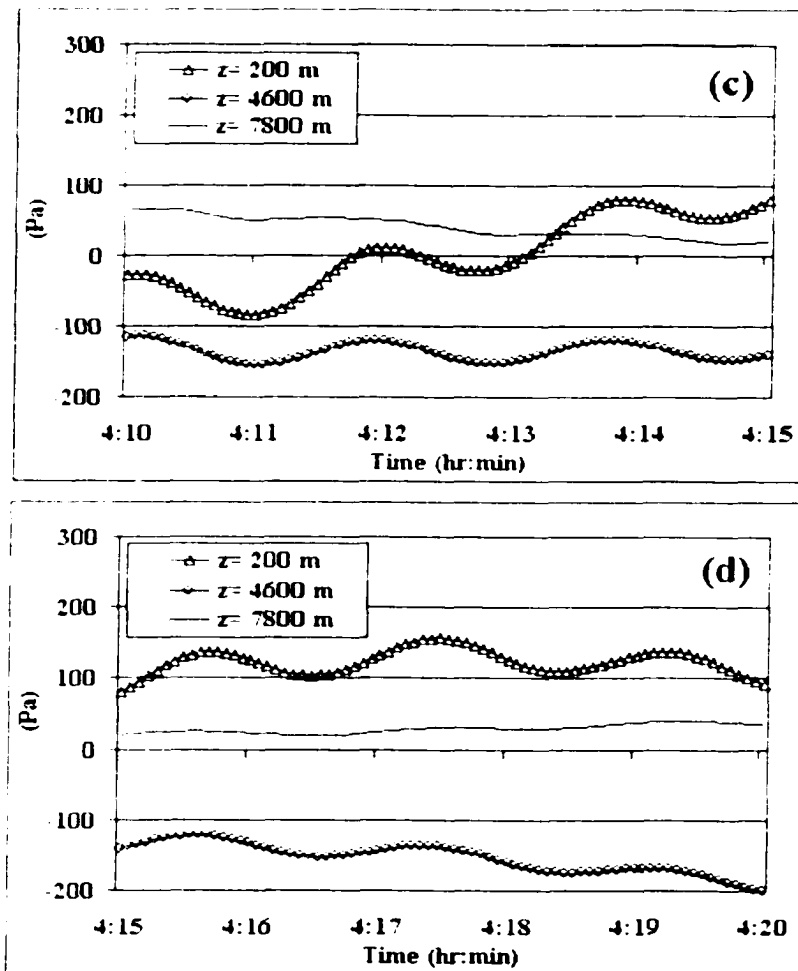 300
200
100
0
-100
-200
(Pa)
z= 200 m
z= 4600 m
z= 7800 m
(c)
4:10 4:11 4:12 4:13 4:14 4:15
Time (hr:min)
300
200
100
0
-100
-200
(Pa)
z= 200 m
z= 4600 m
z= 7800 m
(d)
4:15 4:16 4:17 4:18 4:19 4:20
Time (hr:min)